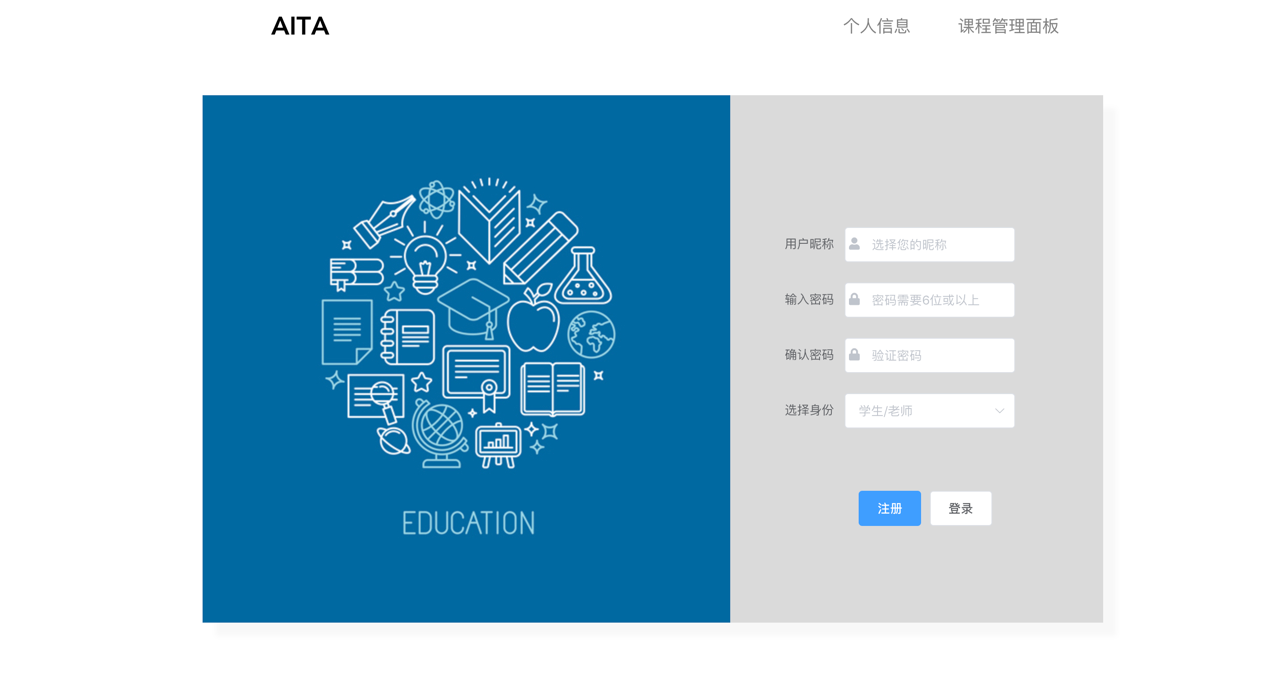 AITA
个人信息
课程管理面板
EDUCATION
用户昵称 选择您的昵称
输入密码 密码需要6位或以上
确认密码 验证密码
选择身份 学生/老师
注册 登录